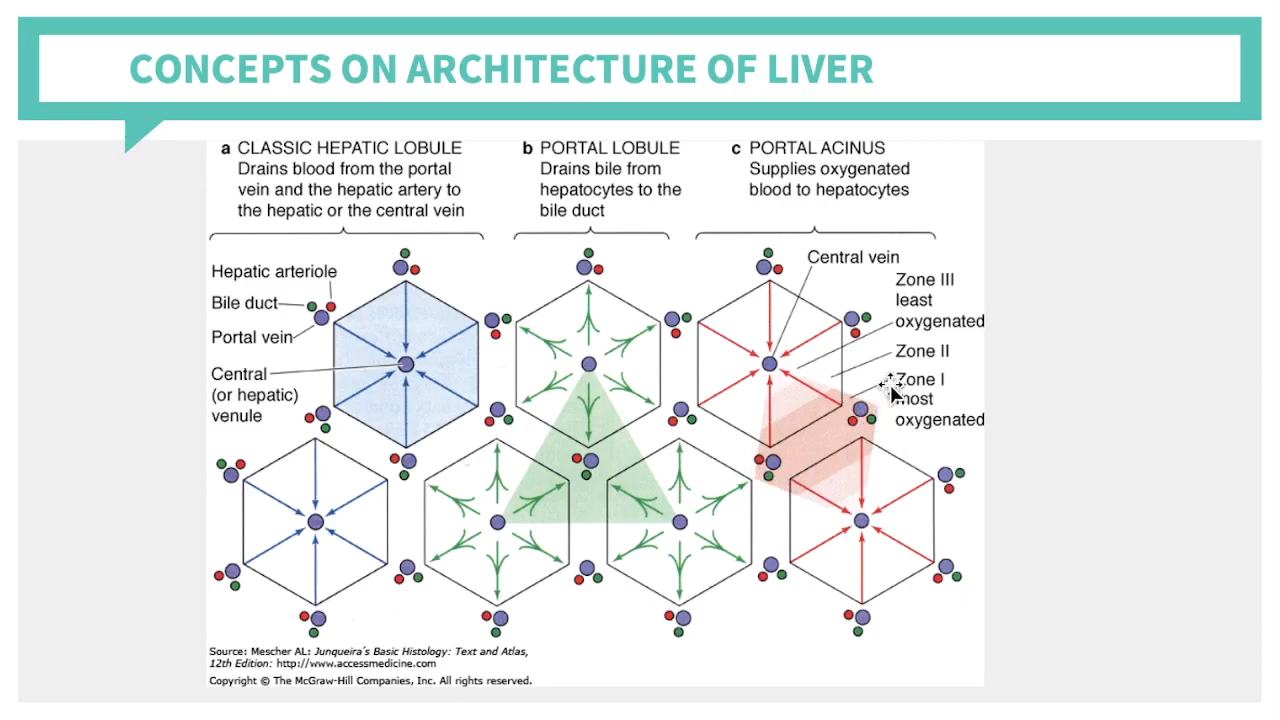 CONCEPTS ON ARCHITECTURE OF LIVER
a CLASSIC HEPATIC LOBULE
Drains blood from the portal
vein and the hepatic artery to
the hepatic or the central vein
b PORTAL LOBULE
Drains bile from
hepatocytes to the
bile duct
c PORTAL ACINUS
Supplies oxygenated
blood to hepatocytes
Hepatic arteriole
Bile duct
Portal vein
Central
(or hepatic)
venule
Central vein
Zone III
least
oxygenated
Zone II
Zone I
most
oxygenated
Source: Mescher AL: Junqueira's Basic Histology: Text and Atlas,
12th Edition: http://www.accessmedicine.com
Copyright © The McGraw-Hill Companies, Inc. All rights reserved.